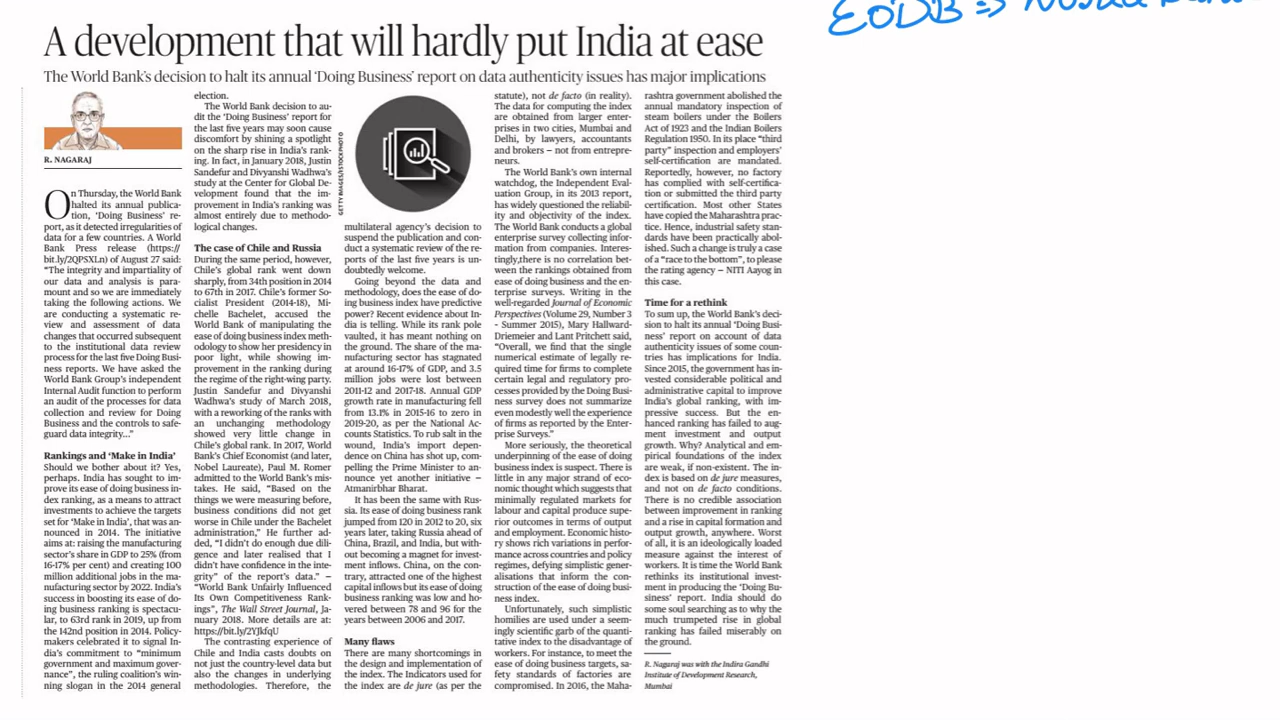 EODB ⇒
A development that will hardly put India at ease
The World Bank's decision to halt its annual 'Doing Business' report on data authenticity issues has major implications
R. NAGARAJ
On Thursday, the World Bank
halted its annual publica-
tion, 'Doing Business' re-
port, as it detected irregularities of
data for a few countries. A World
Bank Press release (https://
bit.ly/2QPSXLn) of August 27 said:
"The integrity and impartiality of
our data and analysis is para-
mount and so we are immediately
taking the following actions. We
are conducting a systematic re-
view and assessment of data
changes that occurred subsequent
to the institutional data review
process for the last five Doing Busi-
ness reports. We have asked the
World Bank Group's independent
Internal Audit function to perform
an audit of the processes for data
collection and review for Doing
Business and the controls to safe-
guard data integrity..."
Rankings and 'Make in India'
Should we bother about it? Yes,
perhaps. India has sought to im-
prove its ease of doing business in-
dex ranking, as a means to attract
investments to achieve the targets
set for 'Make in India', that was an-
nounced in 2014. The initiative
aims at: raising the manufacturing
sector's share in GDP to 25% (from
16-17% per cent) and creating 100
million additional jobs in the ma-
nufacturing sector by 2022. India's
success in boosting its ease of do-
ing business ranking is spectacu-
lar, to 63rd rank in 2019, up from
the 142nd position in 2014. Policy-
makers celebrated it to signal In-
dia's commitment to "minimum
government and maximum gover-
nance", the ruling coalition's win-
ning slogan in the 2014 general
election.
The World Bank decision to au-
dit the 'Doing Business' report for
the last five years may soon cause
discomfort by shining a spotlight
on the sharp rise in India's rank-
ing. In fact, in January 2018, Justin
Sandefur and Divyanshi Wadhwa's
study at the Center for Global De-
velopment found that the im-
provement in India's ranking was
almost entirely due to methodo-
logical changes.
The case of Chile and Russia
During the same period, however,
Chile's global rank went down
sharply, from 34th position in 2014
to 67th in 2017. Chile's former So-
cialist President (2014-18), Mi-
chelle Bachelet, accused the
World Bank of manipulating the
ease of doing business index meth-
odology to show her presidency in
poor light, while showing im-
provement in the ranking during
the regime of the right-wing party.
Justin Sandefur and Divyanshi
Wadhwa's study of March 2018,
with a reworking of the ranks with
an unchanging methodology
showed very little change in
Chile's global rank. In 2017, World
Bank's Chief Economist (and later,
Nobel Laureate), Paul M. Romer
admitted to the World Bank's mis-
takes. He said, "Based on the
things we were measuring before,
business conditions did not get
worse in Chile under the Bachelet
administration," He further ad-
ded, "I didn't do enough due dili-
gence and later realised that I
didn't have confidence in the inte-
grity" of the report's data." –
"World Bank Unfairly Influenced
Its Own Competitiveness Rank-
ings", The Wall Street Journal, Ja-
nuary 2018. More details are at:
https://bit.ly/2YJkfqU
The contrasting experience of
Chile and India casts doubts on
not just the country-level data but
also the changes in underlying
methodologies. Therefore, the
GETTY IMAGES/ISTOCKPHOTO
multilateral agency's decision to
suspend the publication and con-
duct a systematic review of the re-
ports of the last five years is un-
doubtedly welcome.
Going beyond the data and
methodology, does the ease of do-
ing business index have predictive
power? Recent evidence about In-
dia is telling. While its rank pole
vaulted, it has meant nothing on
the ground. The share of the ma-
nufacturing sector has stagnated
at around 16-17% of GDP, and 3.5
million jobs were lost between
2011-12 and 2017-18. Annual GDP
growth rate in manufacturing fell
from 13.1% in 2015-16 to zero in
2019-20, as per the National Ac-
counts Statistics. To rub salt in the
wound, India's import depen-
dence on China has shot up, com-
pelling the Prime Minister to an-
nounce yet another initiative –
Atmanirbhar Bharat.
It has been the same with Rus-
sia. Its ease of doing business rank
jumped from 120 in 2012 to 20, six
years later, taking Russia ahead of
China, Brazil, and India, but with-
out becoming a magnet for invest-
ment inflows. China, on the con-
trary, attracted one of the highest
capital inflows but its ease of doing
business ranking was low and ho-
vered between 78 and 96 for the
years between 2006 and 2017.
Many flaws
There are many shortcomings in
the design and implementation of
the index. The Indicators used for
the index are de jure (as per the
statute), not de facto (in reality).
The data for computing the index
are obtained from larger enter-
prises in two cities, Mumbai and
Delhi, by lawyers, accountants
and brokers – not from entrepre-
neurs.
The World Bank's own internal
watchdog, the Independent Eval-
uation Group, in its 2013 report,
has widely questioned the reliabil-
ity and objectivity of the index.
The World Bank conducts a global
enterprise survey collecting infor-
mation from companies. Interes-
tingly,there is no correlation bet-
ween the rankings obtained from
ease of doing business and the en-
terprise surveys. Writing in the
well-regarded Journal of Economic
Perspectives (Volume 29, Number 3
- Summer 2015), Mary Hallward-
Driemeier and Lant Pritchett said,
"Overall, we find that the single
numerical estimate of legally re-
quired time for firms to complete
certain legal and regulatory pro-
cesses provided by the Doing Busi-
ness survey does not summarize
even modestly well the experience
of firms as reported by the Enter-
prise Surveys."
More seriously, the theoretical
underpinning of the ease of doing
business index is suspect. There is
little in any major strand of eco-
nomic thought which suggests that
minimally regulated markets for
labour and capital produce supe-
rior outcomes in terms of output
and employment. Economic histo-
ry shows rich variations in perfor-
mance across countries and policy
regimes, defying simplistic gener-
alisations that inform the con-
struction of the ease of doing busi-
ness index.
Unfortunately, such simplistic
homilies are used under a seem-
ingly scientific garb of the quanti-
tative index to the disadvantage of
workers. For instance, to meet the
ease of doing business targets, sa-
fety standards of factories are
compromised. In 2016, the Maha-
rashtra government abolished the
annual mandatory inspection of
steam boilers under the Boilers
Act of 1923 and the Indian Boilers
Regulation 1950. In its place "third
party" inspection and employers'
self-certification are mandated.
Reportedly, however, no factory
has complied with self-certifica-
tion or submitted the third party
certification. Most other States
have copied the Maharashtra prac-
tice. Hence, industrial safety stan-
dards have been practically abol-
ished. Such a change is truly a case
of a "race to the bottom", to please
the rating agency – NITI Aayog in
this case.
Time for a rethink
To sum up, the World Bank's deci-
sion to halt its annual 'Doing Busi-
ness' report on account of data
authenticity issues of some coun-
tries has implications for India.
Since 2015, the government has in-
vested considerable political and
administrative capital to improve
India's global ranking, with im-
pressive success. But the en-
hanced ranking has failed to aug-
ment investment and output
growth. Why? Analytical and em-
pirical foundations of the index
are weak, if non-existent. The in-
dex is based on de jure measures,
and not on de facto conditions.
There is no credible association
between improvement in ranking
and a rise in capital formation and
output growth, anywhere. Worst
of all, it is an ideologically loaded
measure against the interest of
workers. It is time the World Bank
rethinks its institutional invest-
ment in producing the 'Doing Bu-
siness' report. India should do
some soul searching as to why the
much trumpeted rise in global
ranking has failed miserably on
the ground.
R. Nagaraj was with the Indira Gandhi
Institute of Development Research,
Mumbai